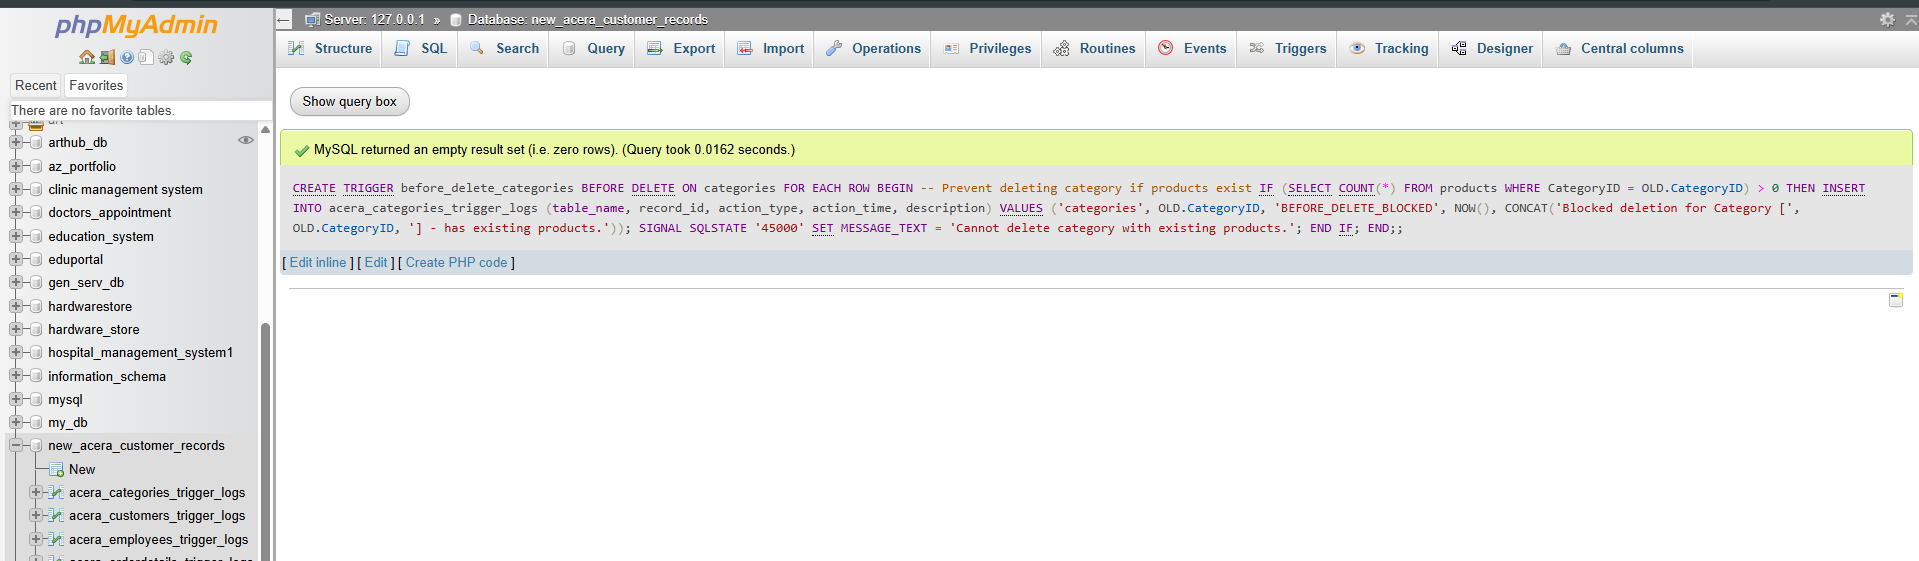 phpMyAdmin
Recent Favorites
There are no favorite tables.
arthub_db
az_portfolio
clinic management system
doctors_appointment
education_system
eduportal
gen_serv_db
hardwarestore
hardware_store
hospital_management_system1
information_schema
mysql
my_db
new_acera_customer_records
New
acera_categories_trigger_logs
acera_customers_trigger_logs
acera_employees_trigger_logs
Server: 127.0.0.1 » Database: new_acera_customer_records
Structure SQL Search Query Export Import Operations Privileges Routines Events Triggers Tracking Designer Central columns
Show query box
MySQL returned an empty result set (i.e. zero rows). (Query took 0.0162 seconds.)
CREATE TRIGGER before_delete_categories BEFORE DELETE ON categories FOR EACH ROW BEGIN -- Prevent deleting category if products exist IF (SELECT COUNT(*) FROM products WHERE CategoryID = OLD.CategoryID) > 0 THEN INSERT
INTO acera_categories_trigger_logs (table_name, record_id, action_type, action_time, description) VALUES ('categories', OLD.CategoryID, 'BEFORE_DELETE_BLOCKED', NOW(), CONCAT('Blocked deletion for Category [',
OLD.CategoryID, '] - has existing products.')); SIGNAL SQLSTATE '45000' SET MESSAGE_TEXT = 'Cannot delete category with existing products.'; END IF; END;;
[ Edit inline ] [ Edit ] [ Create PHP code ]